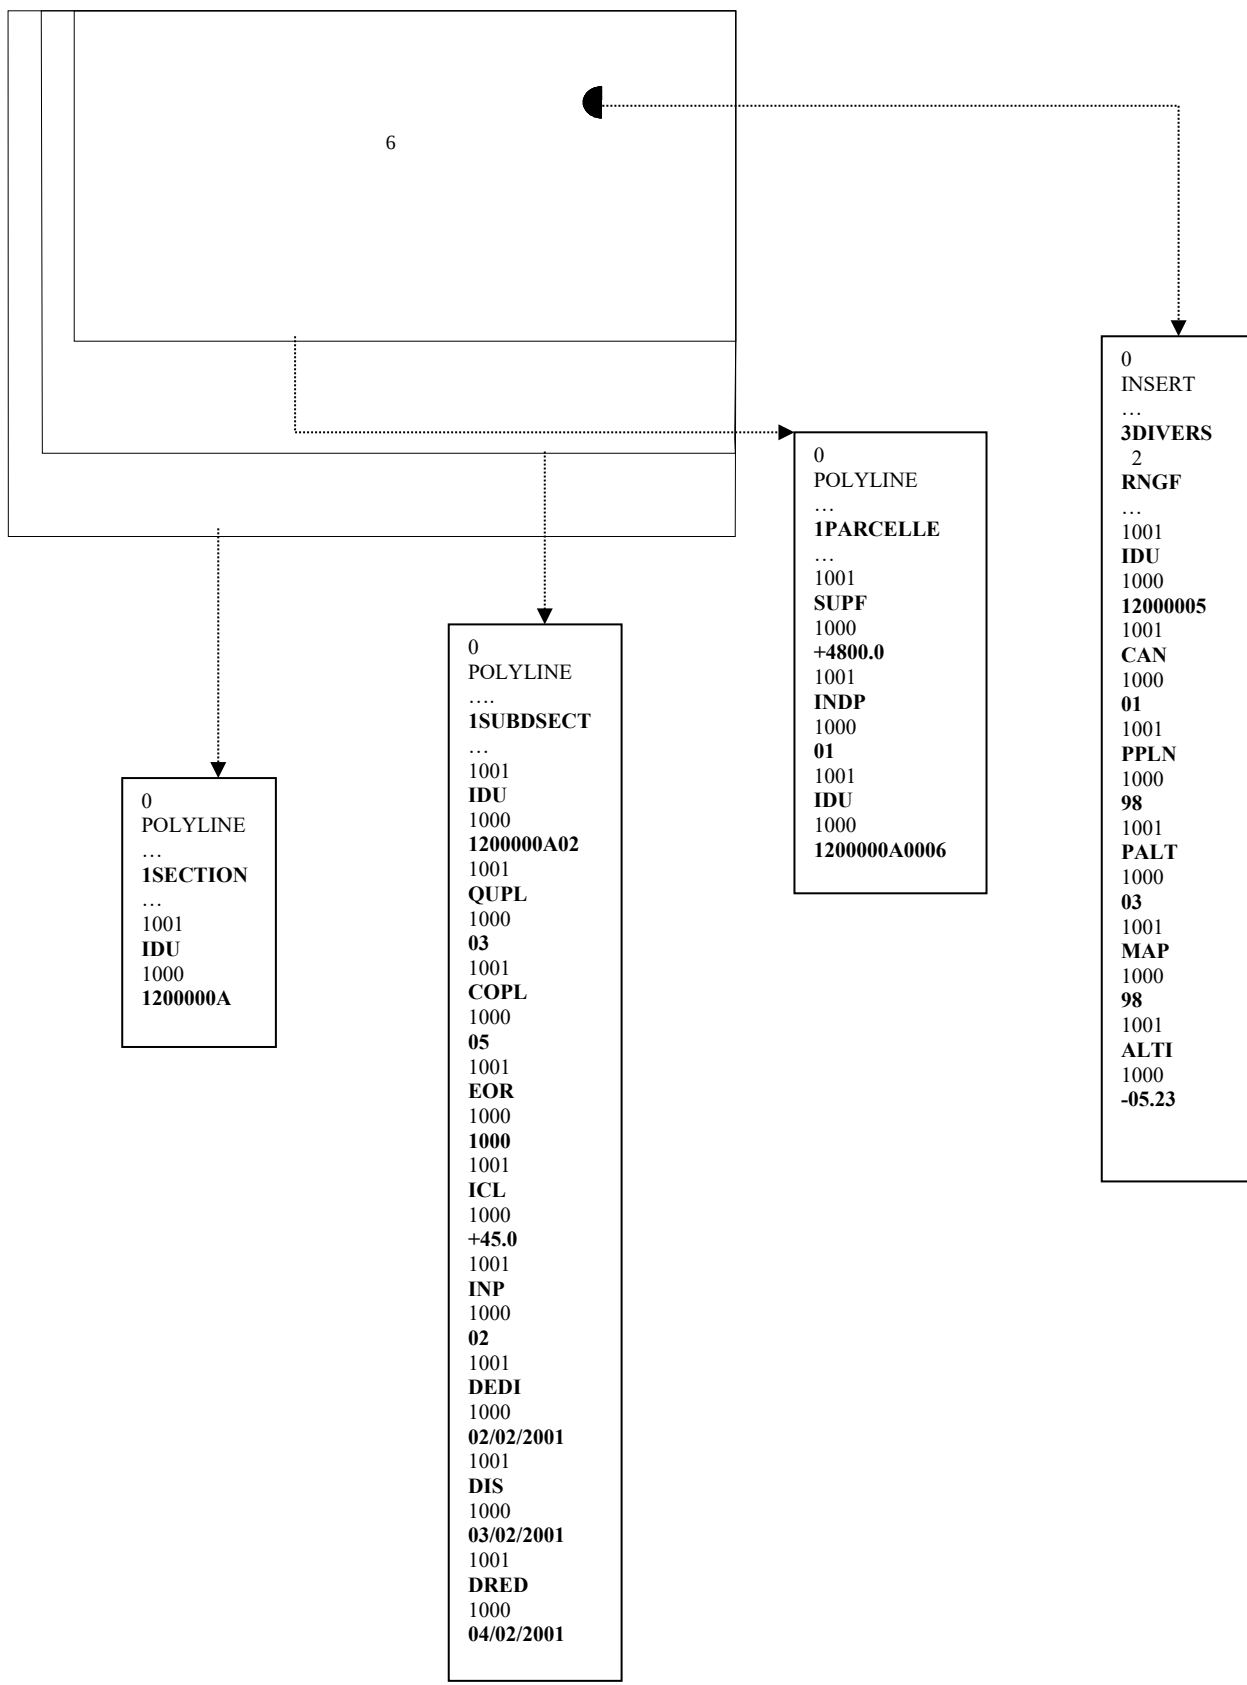 6
0
POLYLINE
…
1SECTION
…
1001
IDU
1000
1200000A
0
POLYLINE
….
1SUBDSECT
…
1001
IDU
1000
1200000A02
1001
QUPL
1000
03
1001
COPL
1000
05
1001
EOR
1000
1000
1001
ICL
1000
+45.0
1001
INP
1000
02
1001
DEDI
1000
02/02/2001
1001
DIS
1000
03/02/2001
1001
DRED
1000
04/02/2001
0
POLYLINE
…
1PARCELLE
…
1001
SUPF
1000
+4800.0
1001
INDP
1000
01
1001
IDU
1000
1200000A0006
0
INSERT
…
3DIVERS
2
RNGF
…
1001
IDU
1000
12000005
1001
CAN
1000
01
1001
PPLN
1000
98
1001
PALT
1000
03
1001
MAP
1000
98
1001
ALTI
1000
-05.23